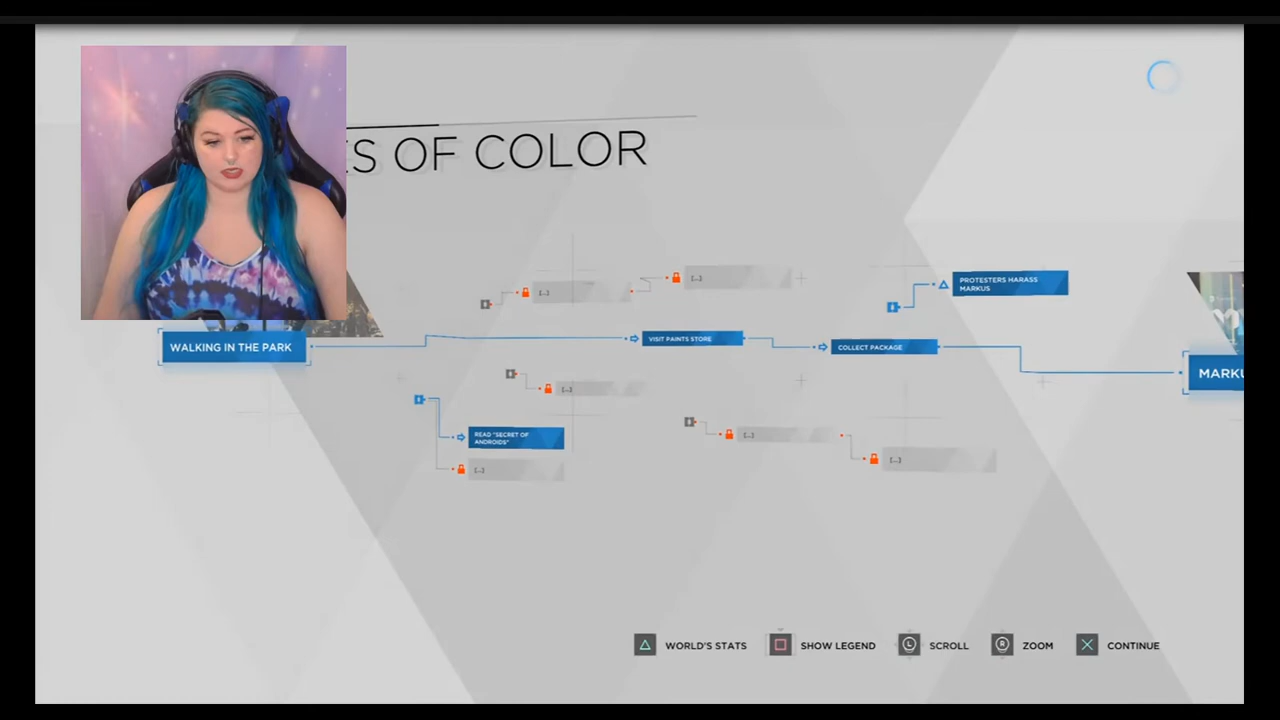 ES OF COLOR
[...]
[...]
PROTESTERS HARASS
MARKUS
WALKING IN THE PARK
VISIT PAINTS STORE
COLLECT PACKAGE
MARKU
[...]
READ "SECRET OF
ANDROIDS"
[...]
[...]
[...]
WORLD'S STATS
SHOW LEGEND
L
SCROLL
R
ZOOM
CONTINUE